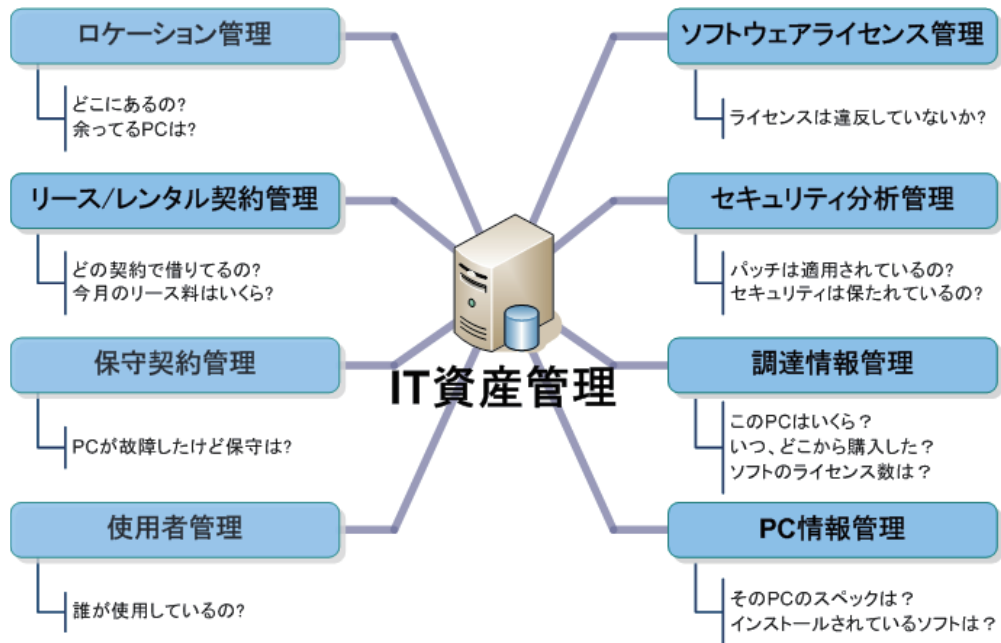 ロケーション管理
どこにあるの?
余ってるPCは?
リース/レンタル契約管理
どの契約で借りてるの?
今月のリース料はいくら?
保守契約管理
PCが故障したけど保守は?
使用者管理
誰が使用しているの?
IT資産管理
ソフトウェアライセンス管理
ライセンスは違反していないか?
セキュリティ分析管理
パッチは適用されているの?
セキュリティは保たれているの?
調達情報管理
このPCはいくら？
いつ、どこから購入した？
ソフトのライセンス数は？
PC情報管理
そのPCのスペックは？
インストールされているソフトは？